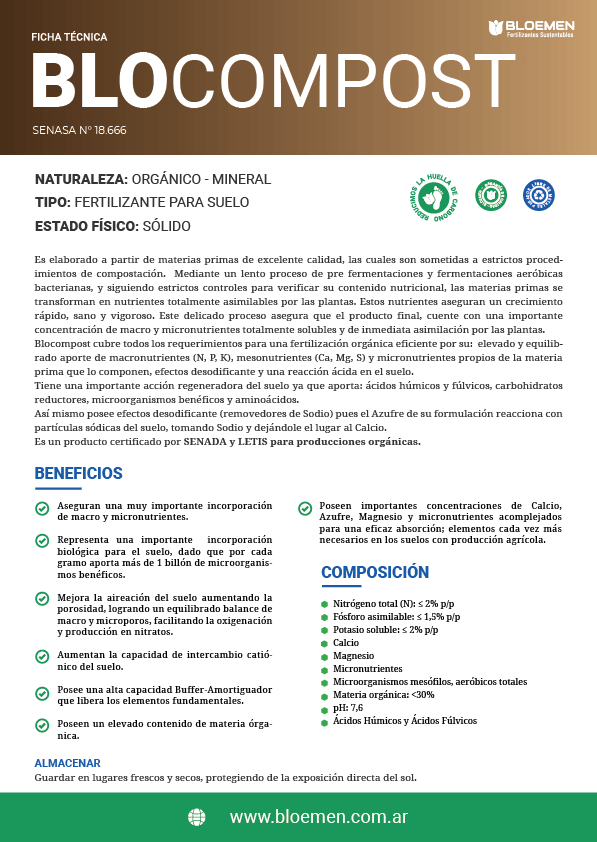 BLOEMEN
Fertilizantes Sustentables
FICHA TÉCNICA
BLOCOMPOST
SENASA Nº 18.666
NATURALEZA: ORGÁNICO - MINERAL
TIPO: FERTILIZANTE PARA SUELO
ESTADO FÍSICO: SÓLIDO
REDUCIMOS LA HUELLA DE CARBONO
Es elaborado a partir de materias primas de excelente calidad, las cuales son sometidas a estrictos proced-
imientos de compostación. Mediante un lento proceso de pre fermentaciones y fermentaciones aeróbicas
bacterianas, y siguiendo estrictos controles para verificar su contenido nutricional, las materias primas se
transforman en nutrientes totalmente asimilables por las plantas. Estos nutrientes aseguran un crecimiento
rápido, sano y vigoroso. Este delicado proceso asegura que el producto final, cuente con una importante
concentración de macro y micronutrientes totalmente solubles y de inmediata asimilación por las plantas.
Blocompost cubre todos los requerimientos para una fertilización orgánica eficiente por su: elevado y equilib-
rado aporte de macronutrientes (N, P, K), mesonutrientes (Ca, Mg, S) y micronutrientes propios de la materia
prima que lo componen, efectos desodificante y una reacción ácida en el suelo.
Tiene una importante acción regeneradora del suelo ya que aporta: ácidos húmicos y fúlvicos, carbohidratos
reductores, microorganismos benéficos y aminoácidos.
Así mismo posee efectos desodificante (removedores de Sodio) pues el Azufre de su formulación reacciona con
partículas sódicas del suelo, tomando Sodio y dejándole el lugar al Calcio.
Es un producto certificado por SENADA y LETIS para producciones orgánicas.
BENEFICIOS
Aseguran una muy importante incorporación
de macro y micronutrientes.
Representa una importante incorporación
biológica para el suelo, dado que por cada
gramo aporta más de 1 billón de microorganis-
mos benéficos.
Mejora la aireación del suelo aumentando la
porosidad, logrando un equilibrado balance de
macro y microporos, facilitando la oxigenación
y producción en nitratos.
Aumentan la capacidad de intercambio catió-
nico del suelo.
Posee una alta capacidad Buffer-Amortiguador
que libera los elementos fundamentales.
Poseen un elevado contenido de materia órga-
nica.
Poseen importantes concentraciones de Calcio,
Azufre, Magnesio y micronutrientes acomplejados
para una eficaz absorción; elementos cada vez más
necesarios en los suelos con producción agrícola.
COMPOSICIÓN
Nitrógeno total (N): ≤ 2% p/p
Fósforo asimilable: ≤ 1,5% p/p
Potasio soluble: ≤ 2% p/p
Calcio
Magnesio
Micronutrientes
Microorganismos mesófilos, aeróbicos totales
Materia orgánica: <30%
pH: 7,6
Ácidos Húmicos y Ácidos Fúlvicos
ALMACENAR
Guardar en lugares frescos y secos, protegiendo de la exposición directa del sol.
www.bloemen.com.ar